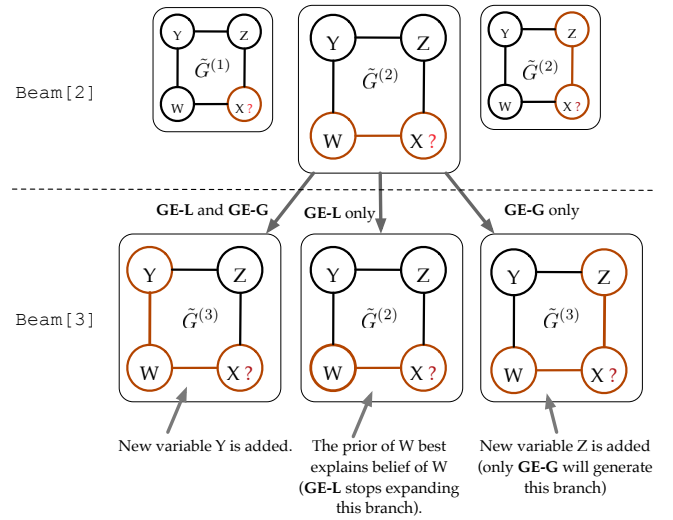 Y Z Y Z Y Z
G̃(1) G̃(2) G̃(2)
Beam[2]
W X? W X? W X?
GE-L and GE-G GE-L only GE-G only
Y Z Y Z Y Z
G̃(3) G̃(2) G̃(3)
Beam[3]
W X? W X? W X?
New variable Y is added.
The prior of W best
explains belief of W
(GE-L stops expanding
this branch).
New variable Z is added
(only GE-G will generate
this branch)